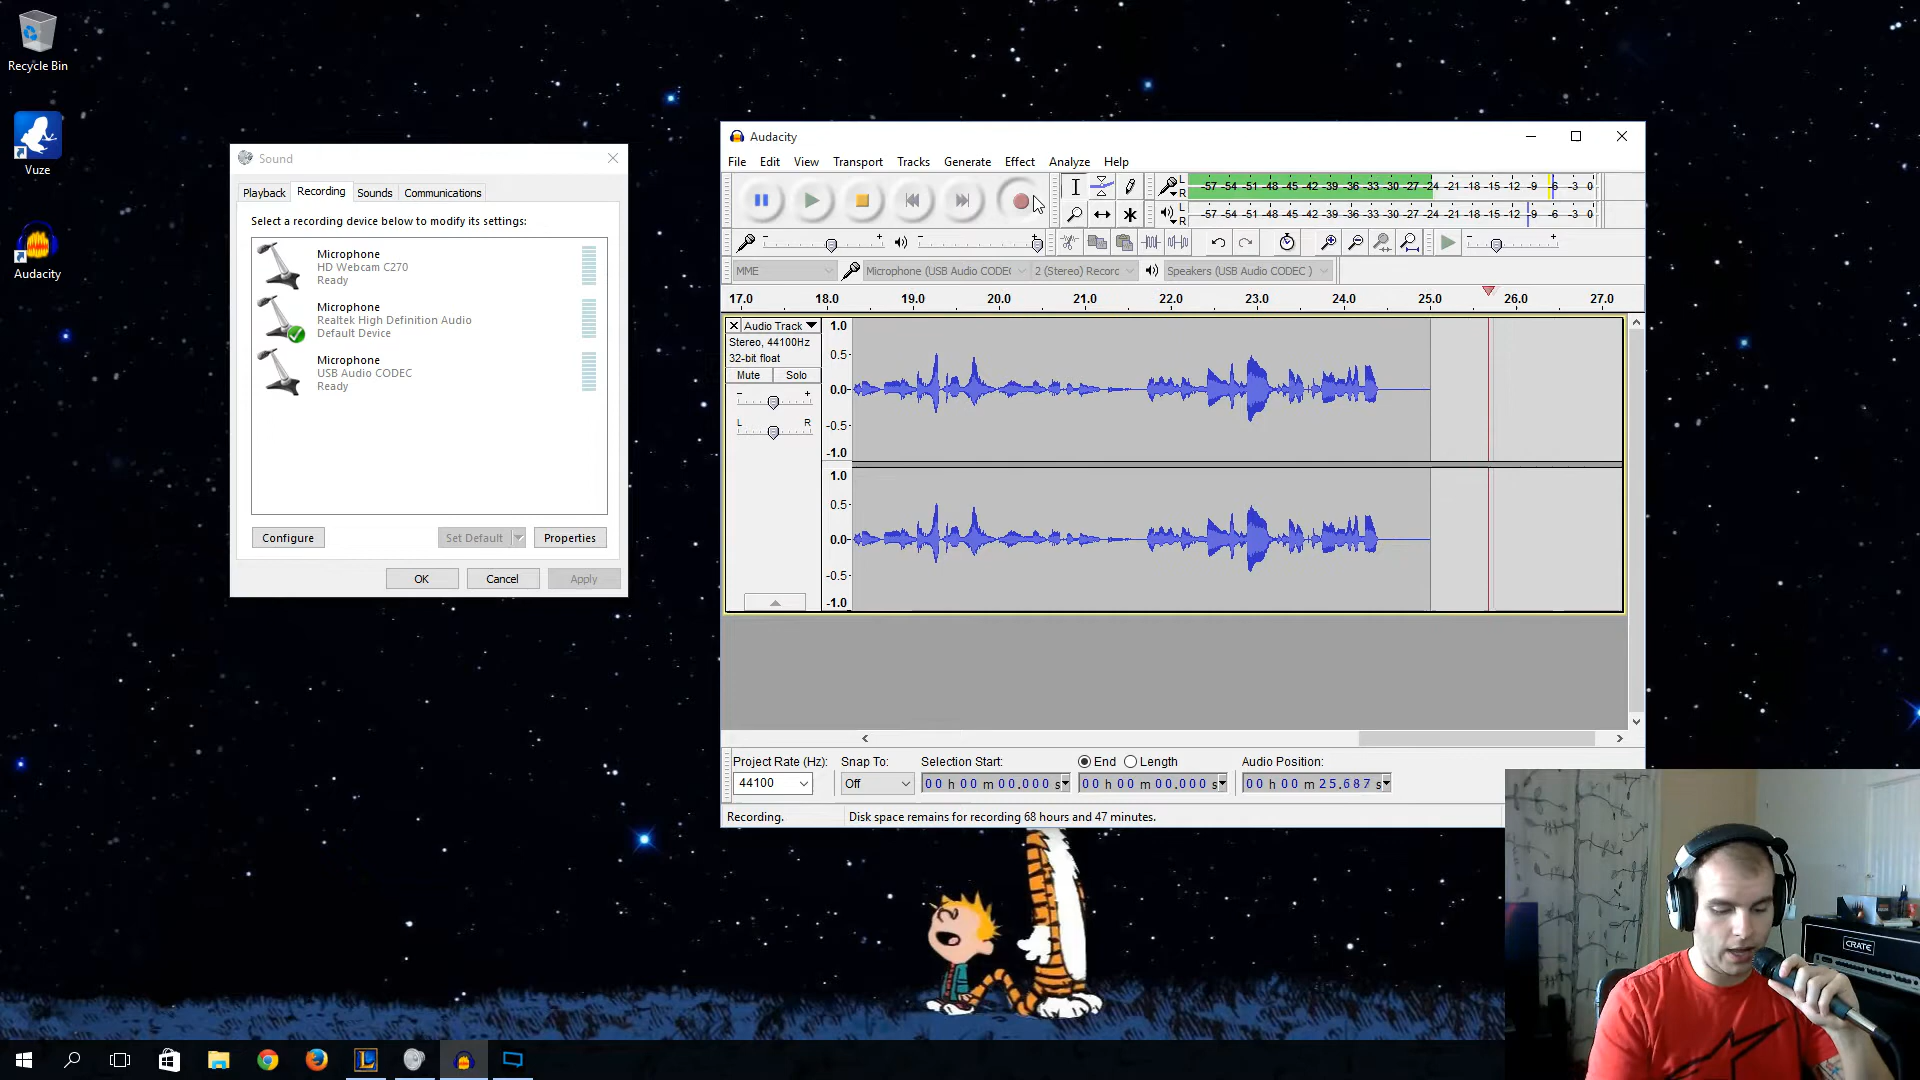 Recycle Bin
Vuze
Audacity
Sound
Playback
Recording
Sounds
Communications
Select a recording device below to modify its settings:
Microphone
HD Webcam C270
Ready
Microphone
Realtek High Definition Audio
Default Device
Microphone
USB Audio CODEC
Ready
Configure
Set Default
Properties
OK
Cancel
Apply
Audacity
File Edit View Transport Tracks Generate Effect Analyze Help
L R -57 -54 -51 -48 -45 -42 -39 -36 -33 -30 -27 -24 -21 -18 -15 -12 -9 -6 -3 0
L R -57 -54 -51 -48 -45 -42 -39 -36 -33 -30 -27 -24 -21 -18 -15 -12 -9 -6 -3 0
MME
Microphone (USB Audio CODEC
2 (Stereo) Record
Speakers (USB Audio CODEC )
17.0 18.0 19.0 20.0 21.0 22.0 23.0 24.0 25.0 26.0 27.0
Audio Track
Stereo, 44100Hz
32-bit float
Mute Solo
- +
L R
1.0
0.5
0.0
-0.5
-1.0
1.0
0.5
0.0
-0.5
-1.0
Project Rate (Hz):
44100
Snap To:
Off
Selection Start:
00 h 00 m 00.000 s
End
Length
00 h 00 m 00.000 s
Audio Position:
00 h 00 m 25.687 s
Recording.
Disk space remains for recording 68 hours and 47 minutes.
CRATE